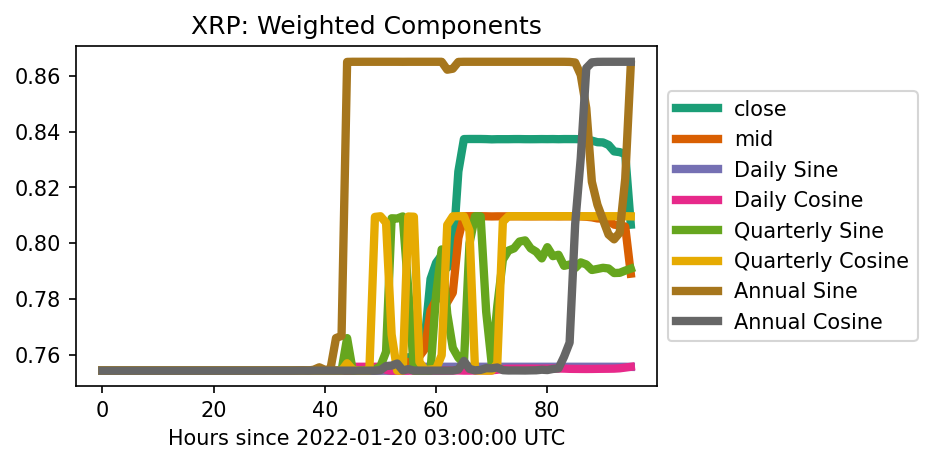 XRP: Weighted Components
0.86
0.84
0.82
0.80
0.78
0.76
0
20
40
60
80
Hours since 2022-01-20 03:00:00 UTC
close
mid
Daily Sine
Daily Cosine
Quarterly Sine
Quarterly Cosine
Annual Sine
Annual Cosine